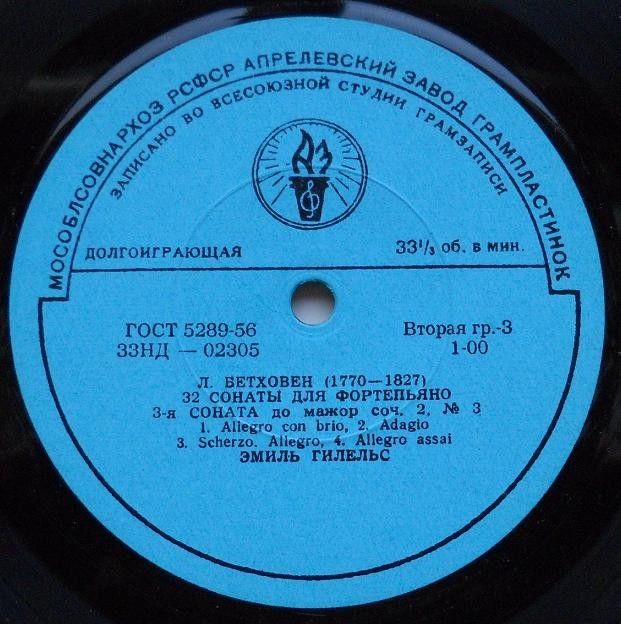 МОСОБЛСОВНАРХОЗ РСФСР АПРЕЛЕВСКИЙ ЗАВОД ГРАМПЛАСТИНОК
ЗАПИСАНО ВО ВСЕСОЮЗНОЙ СТУДИИ ГРАМЗАПИСИ
АЗ
ДОЛГОИГРАЮЩАЯ 33⅓ об. в мин.
ГОСТ 5289-56 Вторая гр.-3
33НД — 02305 1-00
Л. БЕТХОВЕН (1770—1827)
32 СОНАТЫ ДЛЯ ФОРТЕПЬЯНО
3-я СОНАТА до мажор соч. 2, № 3
1. Allegro con brio, 2. Adagio
3. Scherzo. Allegro, 4. Allegro assai
ЭМИЛЬ ГИЛЕЛЬС